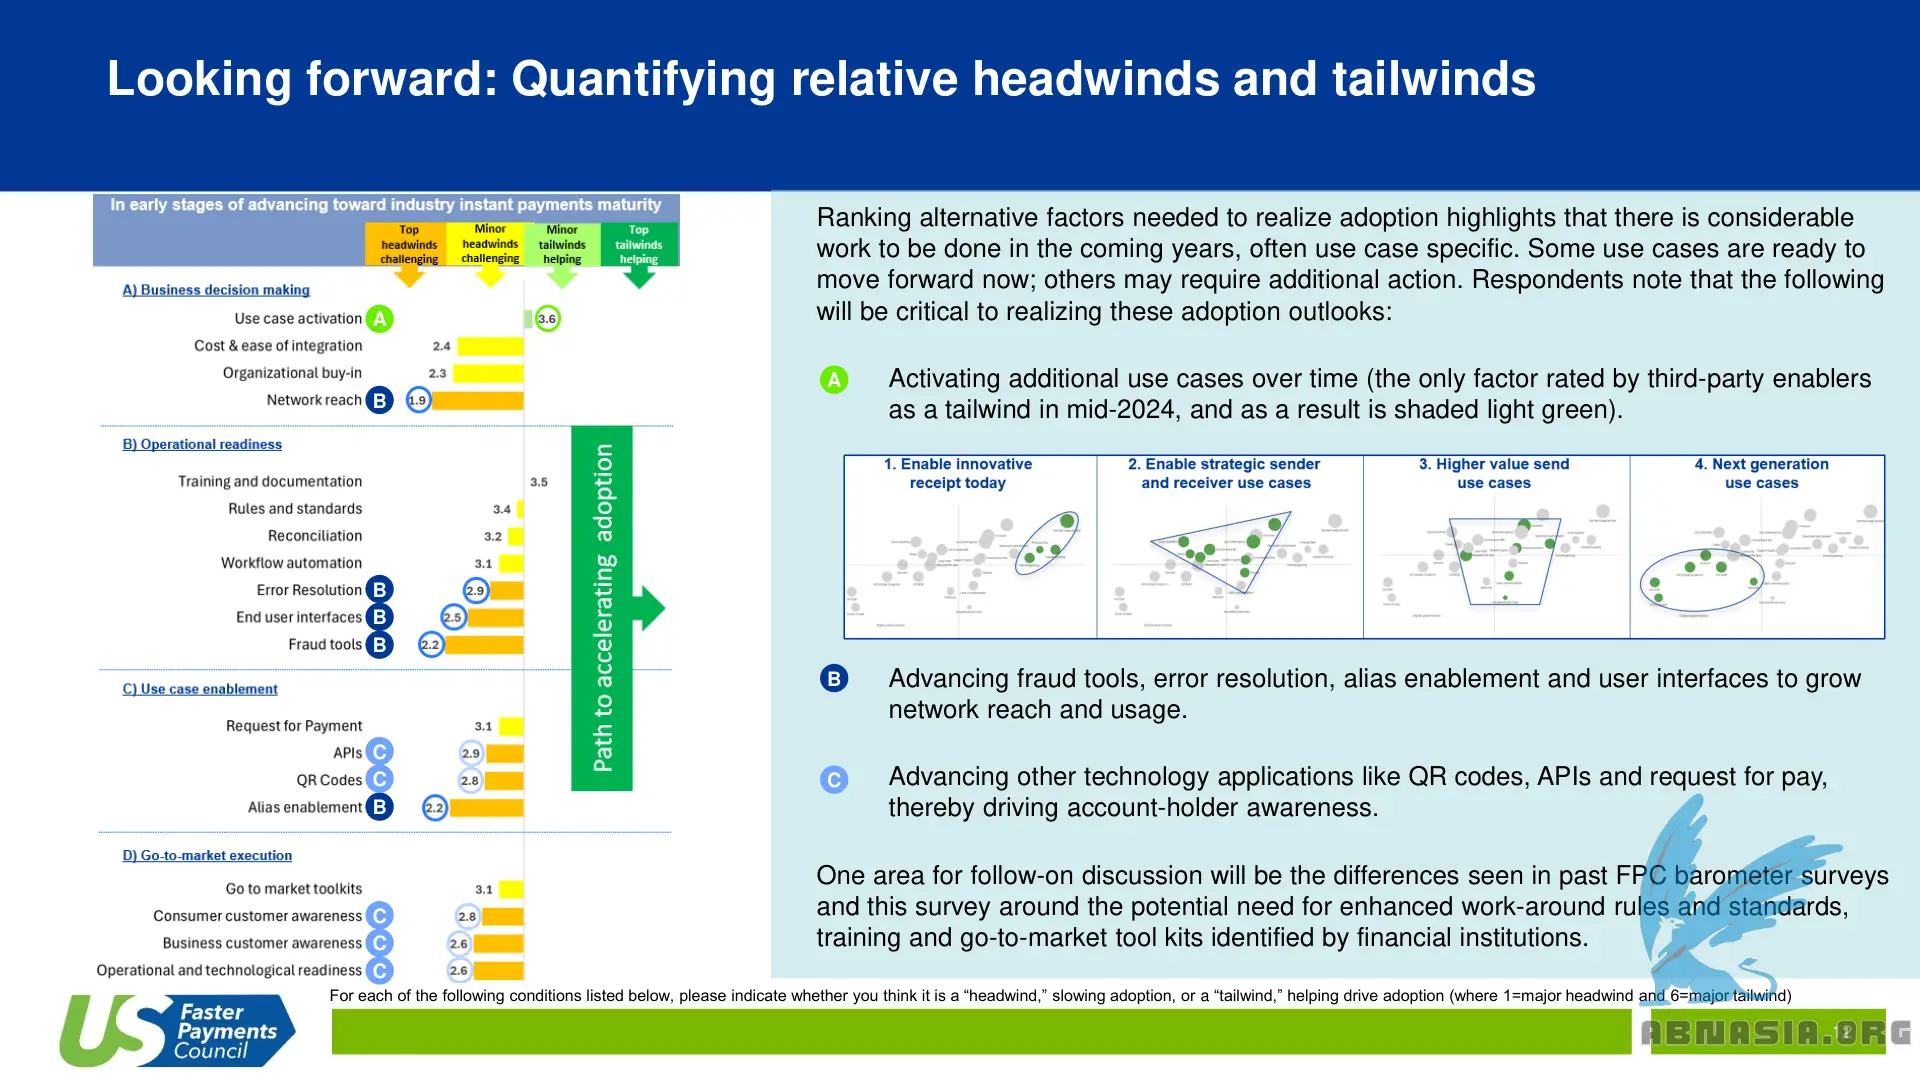 Looking forward: Quantifying relative headwinds and tailwinds
In early stages of advancing toward industry instant payments maturity
Top headwinds challenging
Minor headwinds challenging
Minor tailwinds helping
Top tailwinds helping
A) Business decision making
Use case activation A 3.6
Cost & ease of integration 2.4
Organizational buy-in 2.3
Network reach B 1.9
B) Operational readiness
Training and documentation 3.5
Rules and standards 3.4
Reconciliation 3.2
Workflow automation 3.1
Error Resolution B 2.9
End user interfaces B 2.5
Fraud tools B 2.2
C) Use case enablement
Request for Payment 3.1
APIs C 2.9
QR Codes C 2.8
Alias enablement B 2.2
D) Go-to-market execution
Go to market toolkits 3.1
Consumer customer awareness C 2.8
Business customer awareness C 2.6
Operational and technological readiness C 2.6
Path to accelerating adoption
Ranking alternative factors needed to realize adoption highlights that there is considerable
work to be done in the coming years, often use case specific. Some use cases are ready to
move forward now; others may require additional action. Respondents note that the following
will be critical to realizing these adoption outlooks:
A Activating additional use cases over time (the only factor rated by third-party enablers
as a tailwind in mid-2024, and as a result is shaded light green).
1. Enable innovative
receipt today
2. Enable strategic sender
and receiver use cases
3. Higher value send
use cases
4. Next generation
use cases
B Advancing fraud tools, error resolution, alias enablement and user interfaces to grow
network reach and usage.
C Advancing other technology applications like QR codes, APIs and request for pay,
thereby driving account-holder awareness.
One area for follow-on discussion will be the differences seen in past FPC barometer surveys
and this survey around the potential need for enhanced work-around rules and standards,
training and go-to-market tool kits identified by financial institutions.
For each of the following conditions listed below, please indicate whether you think it is a “headwind,” slowing adoption, or a “tailwind,” helping drive adoption (where 1=major headwind and 6=major tailwind)
US Faster
Payments
Council
12
ABNASIA.ORG